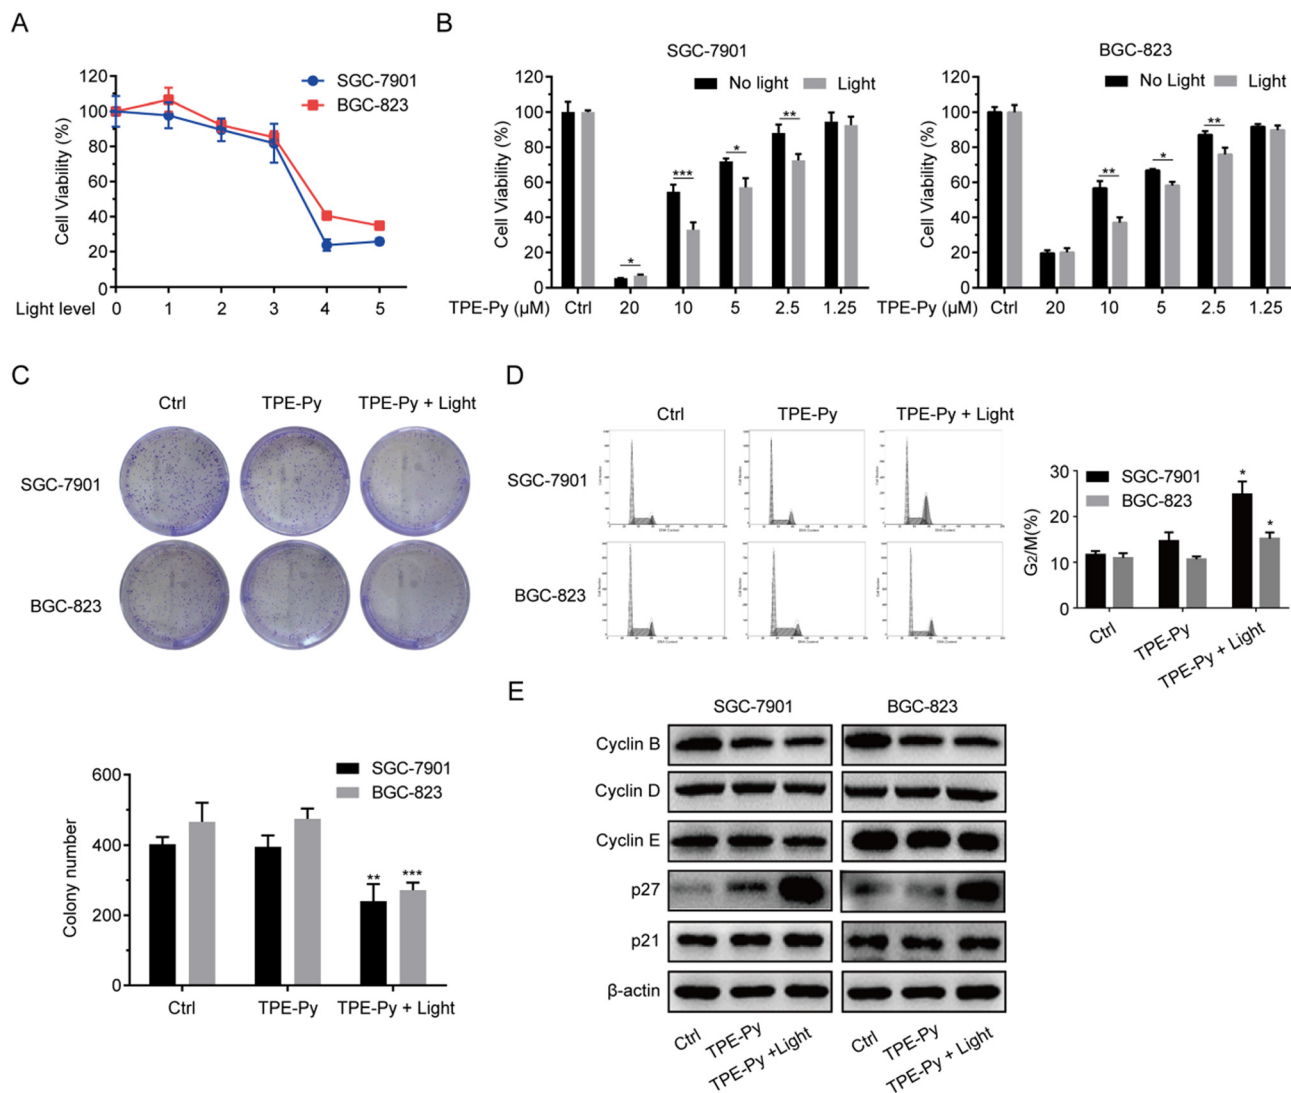 A
120
100
80
60
40
20
0
Cell Viability (%)
SGC-7901
BGC-823
Light level
0 1 2 3 4 5
B
SGC-7901
No light Light
120
100
80
60
40
20
0
Cell Viability (%)
* *** * **
TPE-Py (μM) Ctrl 20 10 5 2.5 1.25
BGC-823
No Light Light
120
100
80
60
40
20
0
Cell Viability (%)
** * **
TPE-Py (μM) Ctrl 20 10 5 2.5 1.25
C
Ctrl TPE-Py TPE-Py + Light
SGC-7901
BGC-823
600
400
200
0
Colony number
SGC-7901
BGC-823
** ***
Ctrl TPE-Py TPE-Py + Light
D
Ctrl TPE-Py TPE-Py + Light
SGC-7901
BGC-823
30
20
10
0
G2/M(%)
SGC-7901
BGC-823
* *
Ctrl
TPE-Py
TPE-Py + Light
E
SGC-7901 BGC-823
Cyclin B
Cyclin D
Cyclin E
p27
p21
β-actin
Ctrl TPE-Py TPE-Py +Light
Ctrl TPE-Py TPE-Py + Light